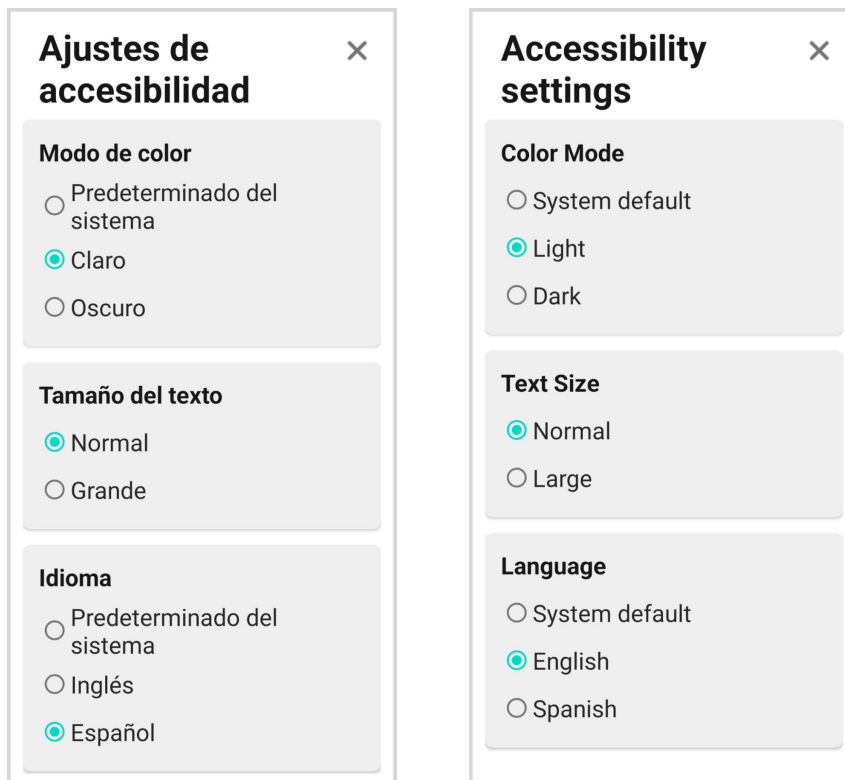 Ajustes de
accesibilidad
Modo de color
Predeterminado del
sistema
Claro
Oscuro
Tamaño del texto
Normal
Grande
Idioma
Predeterminado del
sistema
Inglés
Español
Accessibility
settings
Color Mode
System default
Light
Dark
Text Size
Normal
Large
Language
System default
English
Spanish